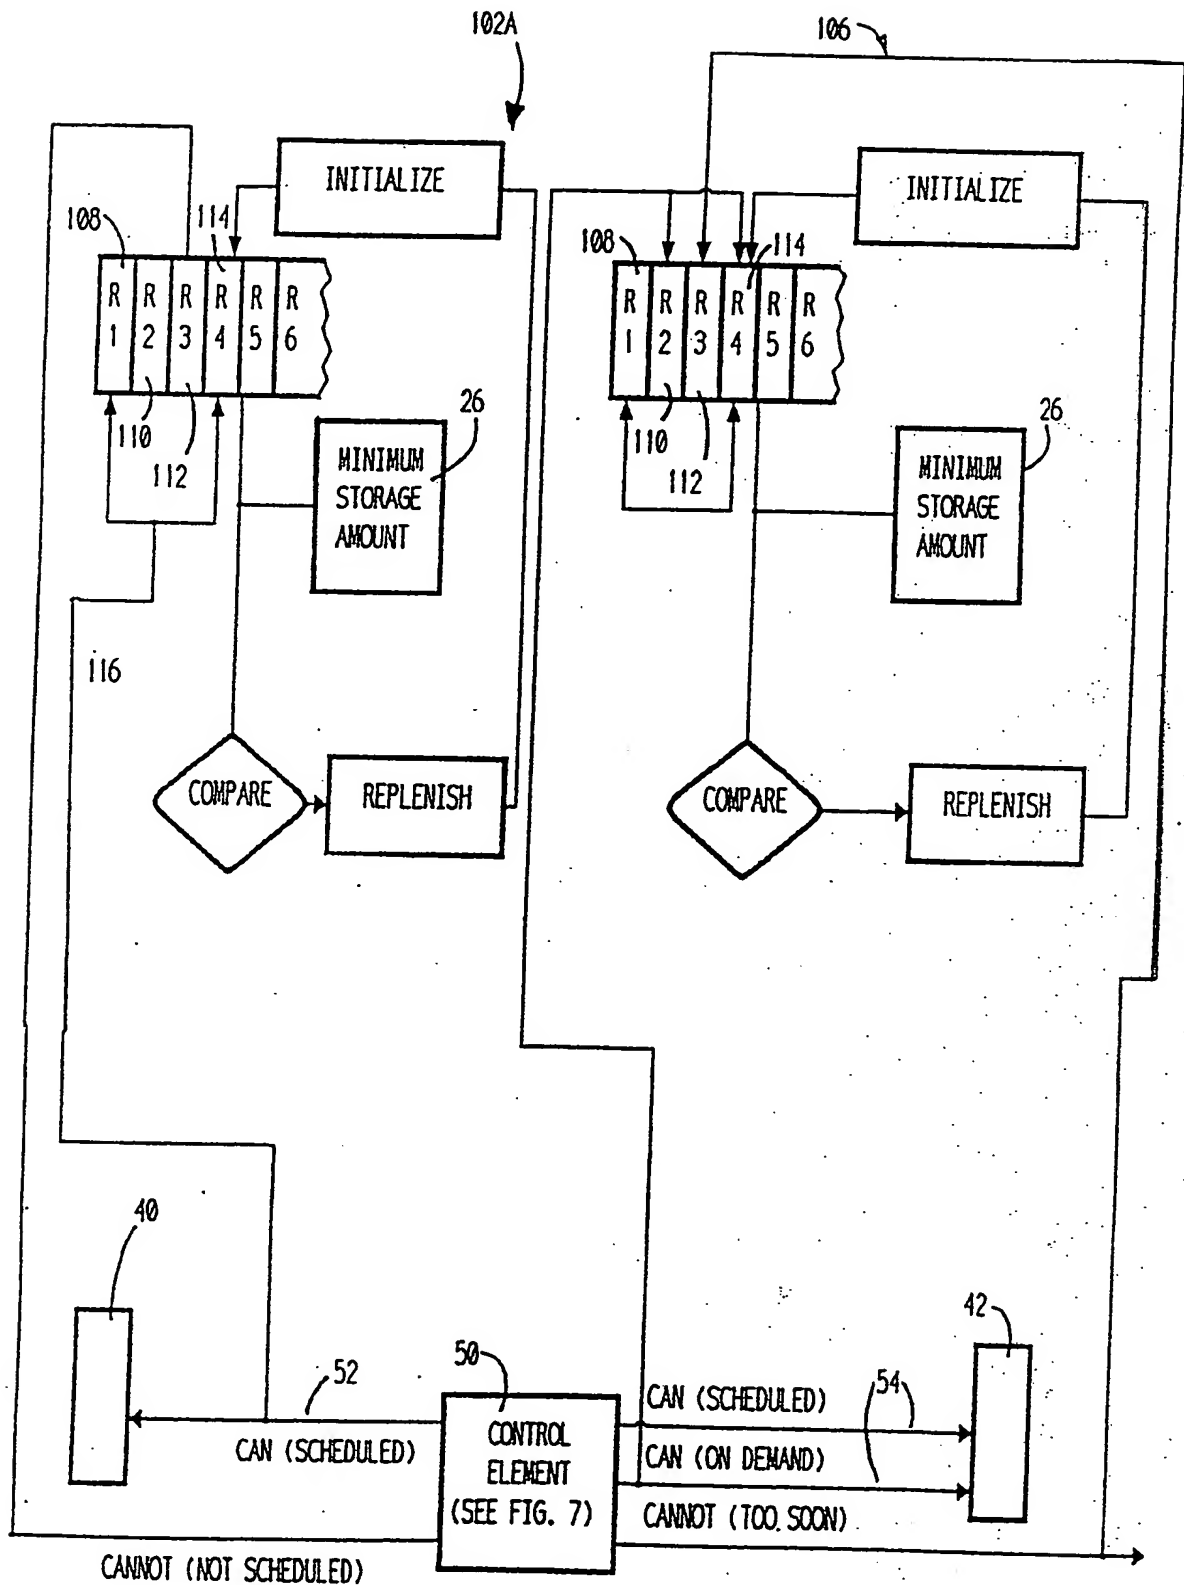 102A
106
INITIALIZE
INITIALIZE
108
114
108
114
R 1
R 2
R 3
R 4
R 5
R 6
R 1
R 2
R 3
R 4
R 5
R 6
110
112
110
112
26
MINIMUM
STORAGE
AMOUNT
26
MINIMUM
STORAGE
AMOUNT
116
COMPARE
REPLENISH
COMPARE
REPLENISH
40
42
52
50
54
CAN (SCHEDULED)
CONTROL
ELEMENT
(SEE FIG. 7)
CAN (SCHEDULED)
CAN (ON DEMAND)
CANNOT (TOO SOON)
CANNOT (NOT SCHEDULED)